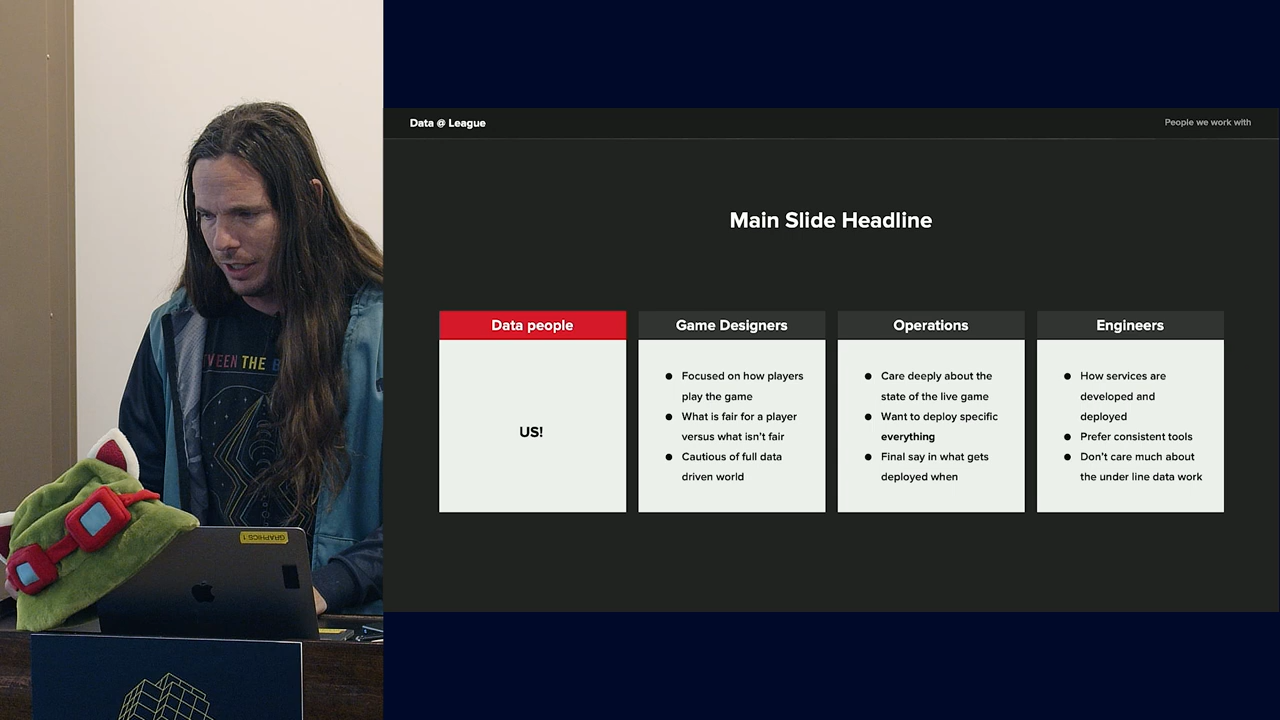 Data @ League
People we work with
Main Slide Headline
Data people
US!
Game Designers
● Focused on how players
play the game
● What is fair for a player
versus what isn't fair
● Cautious of full data
driven world
Operations
● Care deeply about the
state of the live game
● Want to deploy specific
everything
● Final say in what gets
deployed when
Engineers
● How services are
developed and
deployed
● Prefer consistent tools
● Don't care much about
the under line data work
THE
GRAPHICS 1